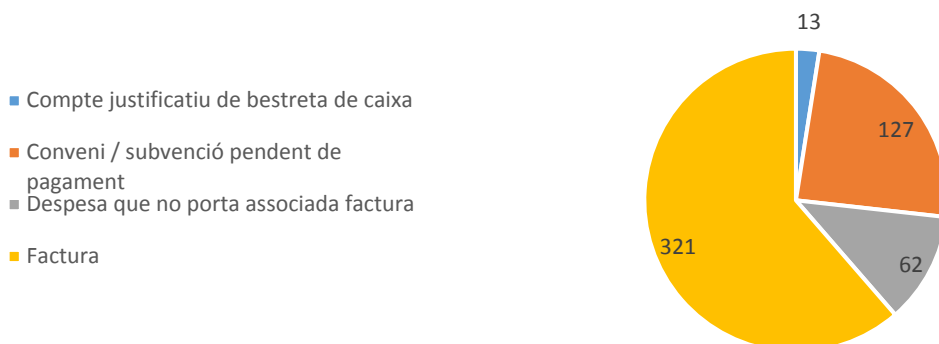 13
Compte justificatiu de bestreta de caixa
127
Conveni / subvenció pendent de
pagament
Despesa que no porta associada factura
321
Factura
62